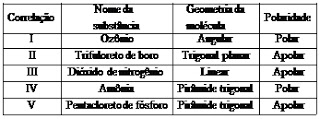 Correlação Nome da substância Geometria da molécula Polaridade
I Ozônio Angular Polar
II Trifluoreto de boro Trigonal planar Apolar
III Dióxido de nitrogênio Linear Apolar
IV Amônia Pirâmide trigonal Polar
V Pentacloreto de fósforo Pirâmide trigonal Apolar